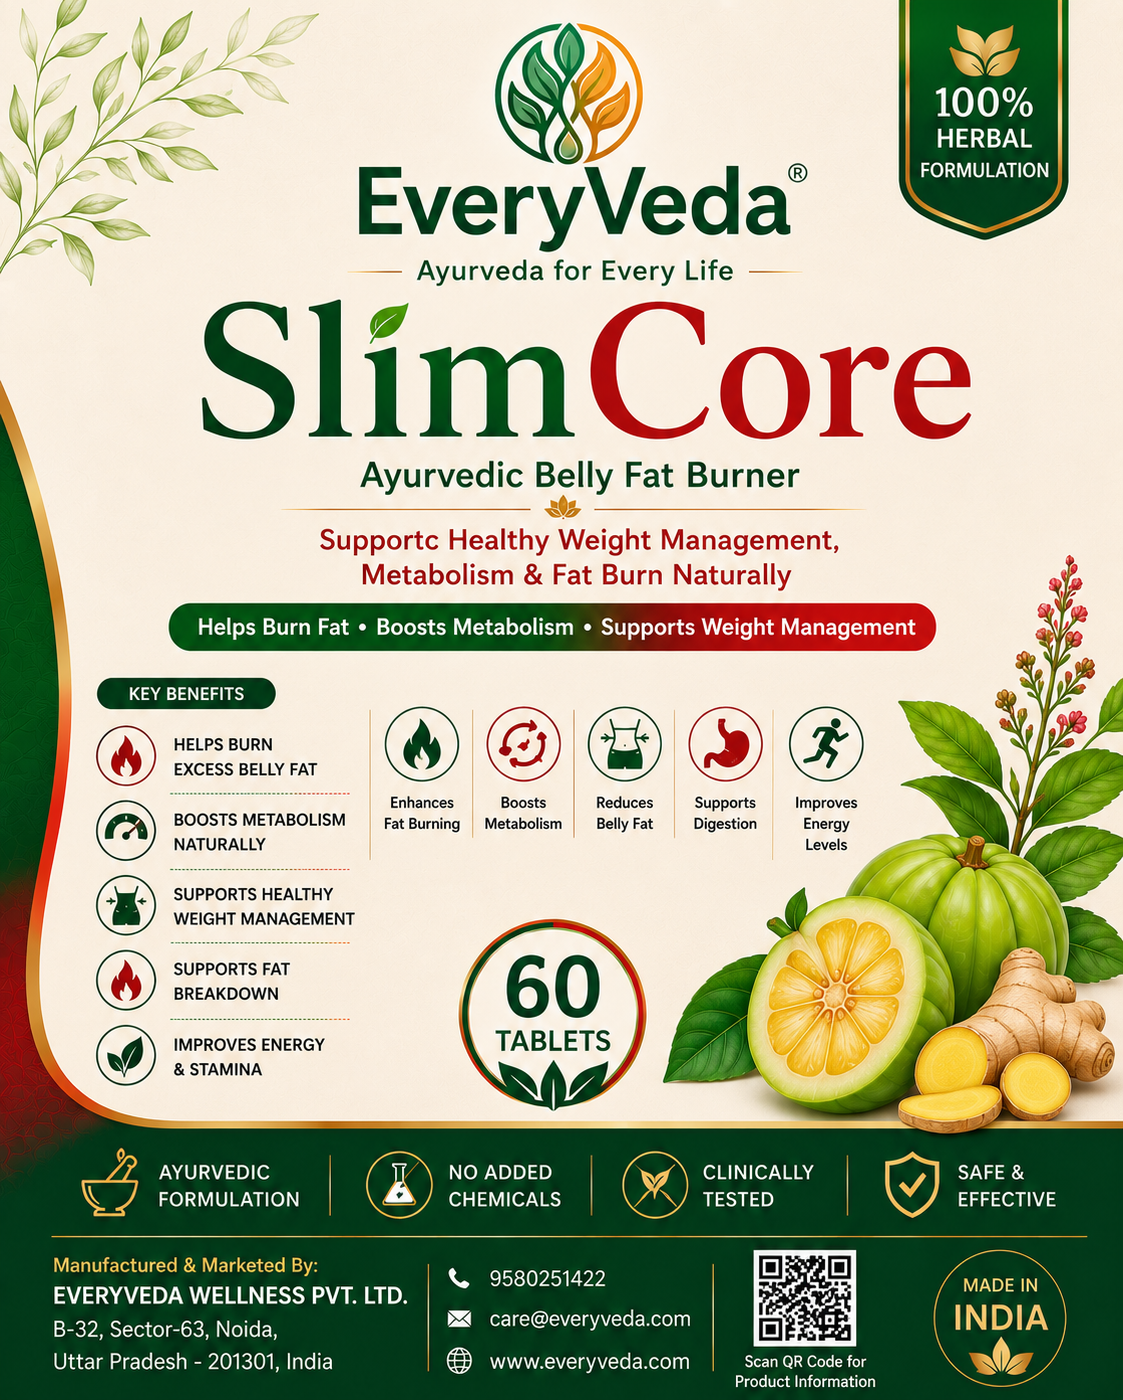 100%
HERBAL
FORMULATION
EveryVeda®
Ayurveda for Every Life
SlimCore
Ayurvedic Belly Fat Burner
Supportc Healthy Weight Management,
Metabolism & Fat Burn Naturally
Helps Burn Fat • Boosts Metabolism • Supports Weight Management
KEY BENEFITS
HELPS BURN
EXCESS BELLY FAT
BOOSTS METABOLISM
NATURALLY
SUPPORTS HEALTHY
WEIGHT MANAGEMENT
SUPPORTS FAT
BREAKDOWN
IMPROVES ENERGY
& STAMINA
Enhances
Fat Burning
Boosts
Metabolism
Reduces
Belly Fat
Supports
Digestion
Improves
Energy
Levels
60
TABLETS
AYURVEDIC
FORMULATION
NO ADDED
CHEMICALS
CLINICALLY
TESTED
SAFE &
EFFECTIVE
Manufactured & Marketed By:
EVERYVEDA WELLNESS PVT. LTD.
B-32, Sector-63, Noida,
Uttar Pradesh - 201301, India
9580251422
care@everyveda.com
www.everyveda.com
Scan QR Code for
Product Information
MADE IN
INDIA